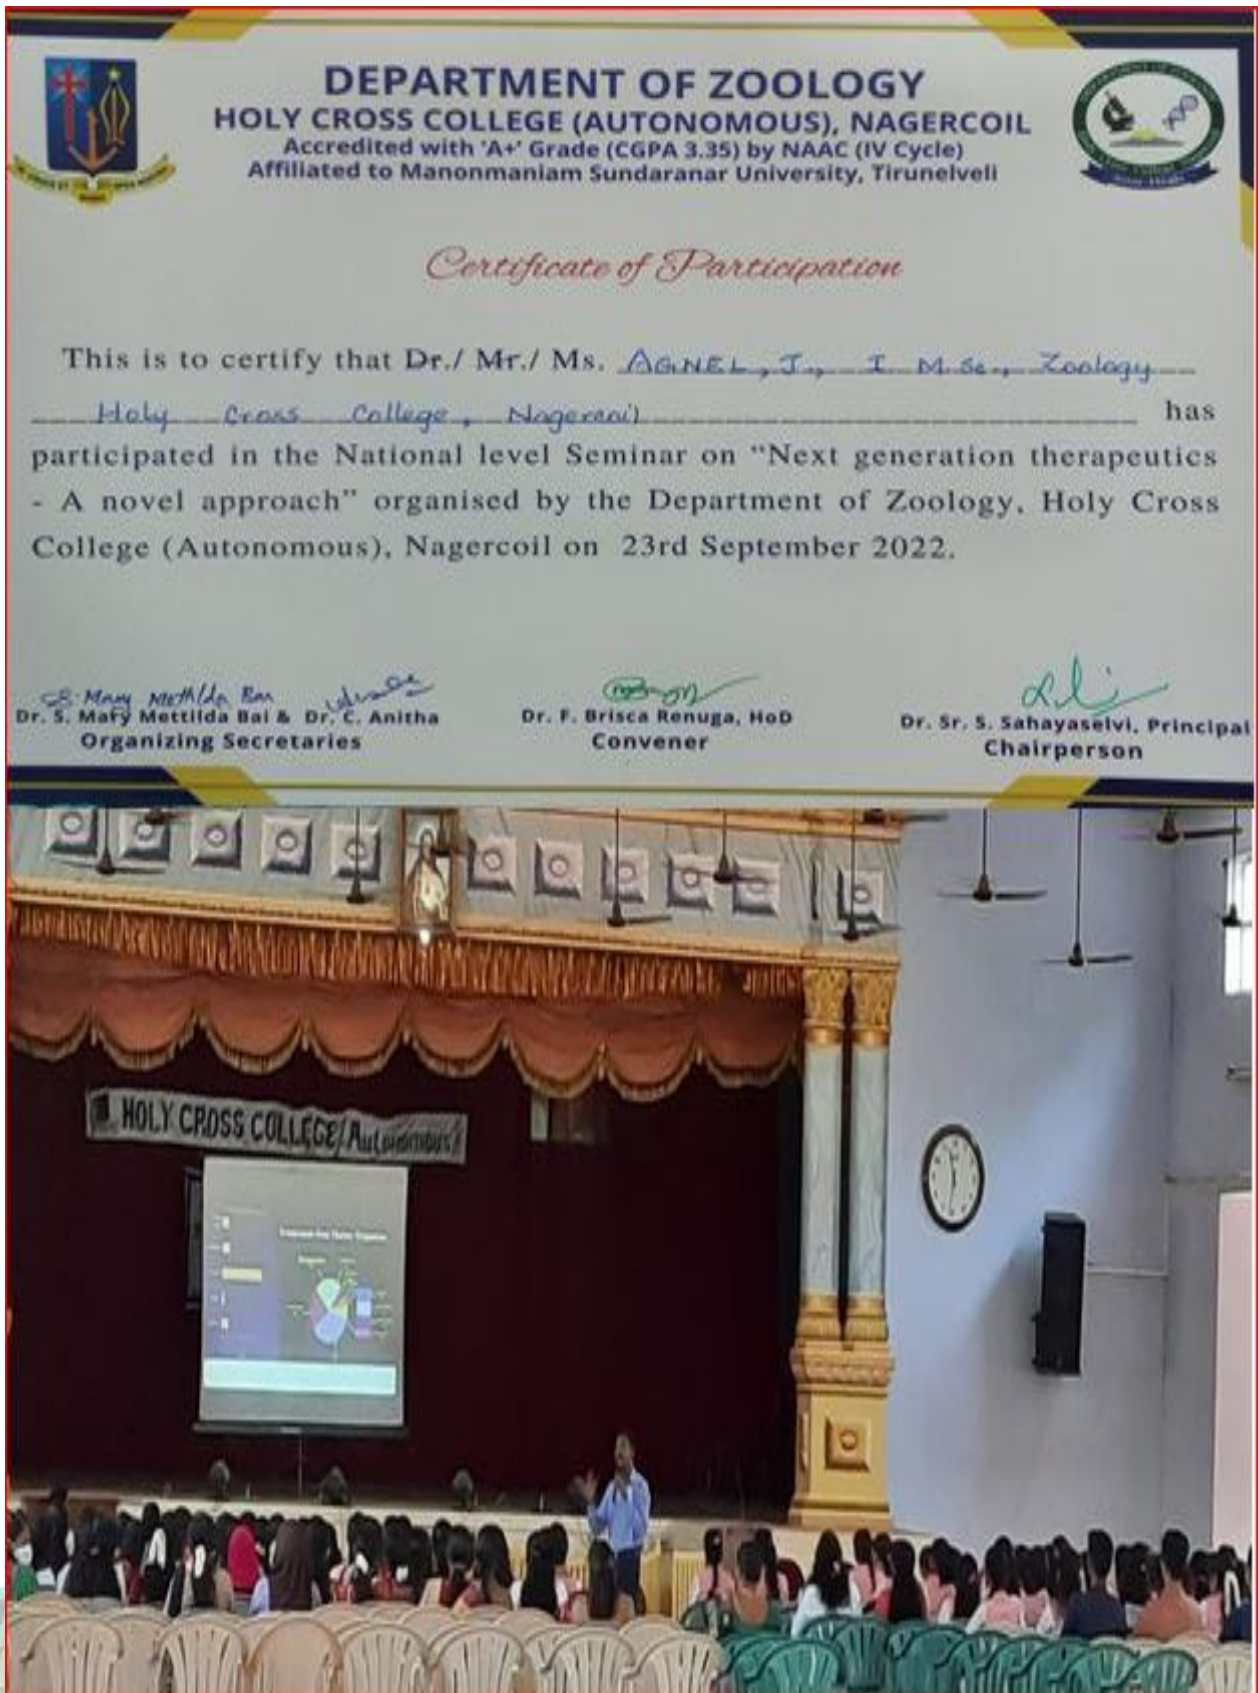 DEPARTMENT OF ZOOLOGY
HOLY CROSS COLLEGE (AUTONOMOUS), NAGERCOIL
Accredited with 'A+' Grade (CGPA 3.35) by NAAC (IV Cycle)
Affiliated to Manonmaniam Sundaranar University, Tirunelveli
Certificate of Participation
This is to certify that Dr./ Mr./ Ms. AGNEL, J., I M.Sc., Zoology
Holy Cross College, Nagercoil has
participated in the National level Seminar on "Next generation therapeutics
- A novel approach" organised by the Department of Zoology, Holy Cross
College (Autonomous), Nagercoil on 23rd September 2022.
Dr. S. Mary Mettilda Bai & Dr. C. Anitha
Organizing Secretaries
Dr. F. Brisca Renuga, HoD
Convener
Dr. Sr. S. Sahayaselvi, Principal
Chairperson
HOLY CROSS COLLEGE (Autonomous)